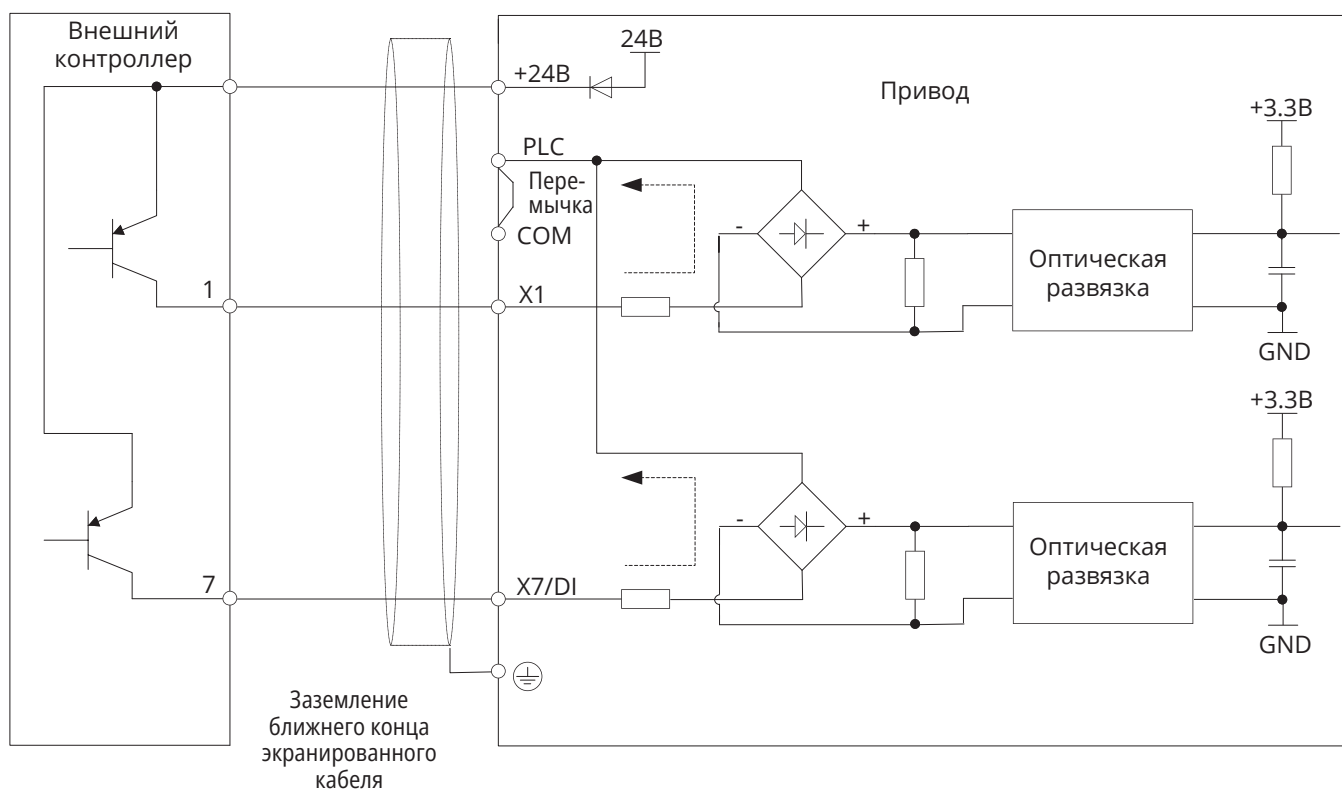 Внешний
контроллер
24В
+24В
Привод
+3.3В
PLC
Пере-
мычка
COM
- +
Оптическая
развязка
1
X1
GND
+3.3В
- +
Оптическая
развязка
7
X7/DI
GND
Заземление
ближнего конца
экранированного
кабеля